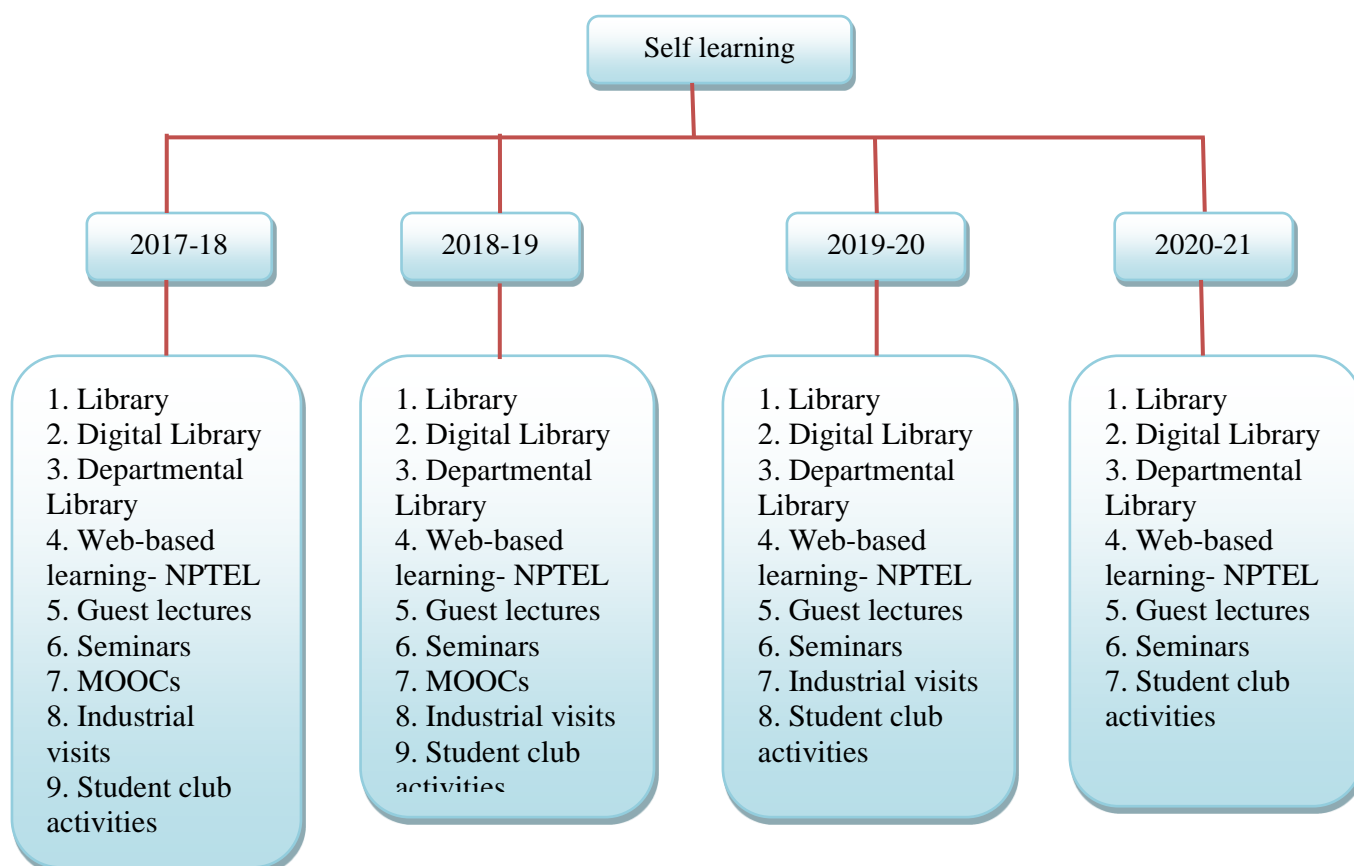 Self learning
2017-18
2018-19
2019-20
2020-21
1. Library
2. Digital Library
3. Departmental
Library
4. Web-based
learning- NPTEL
5. Guest lectures
6. Seminars
7. MOOCs
8. Industrial
visits
9. Student club
activities
1. Library
2. Digital Library
3. Departmental
Library
4. Web-based
learning- NPTEL
5. Guest lectures
6. Seminars
7. MOOCs
8. Industrial visits
9. Student club
activities
1. Library
2. Digital Library
3. Departmental
Library
4. Web-based
learning- NPTEL
5. Guest lectures
6. Seminars
7. Industrial visits
8. Student club
activities
1. Library
2. Digital Library
3. Departmental
Library
4. Web-based
learning- NPTEL
5. Guest lectures
6. Seminars
7. Student club
activities